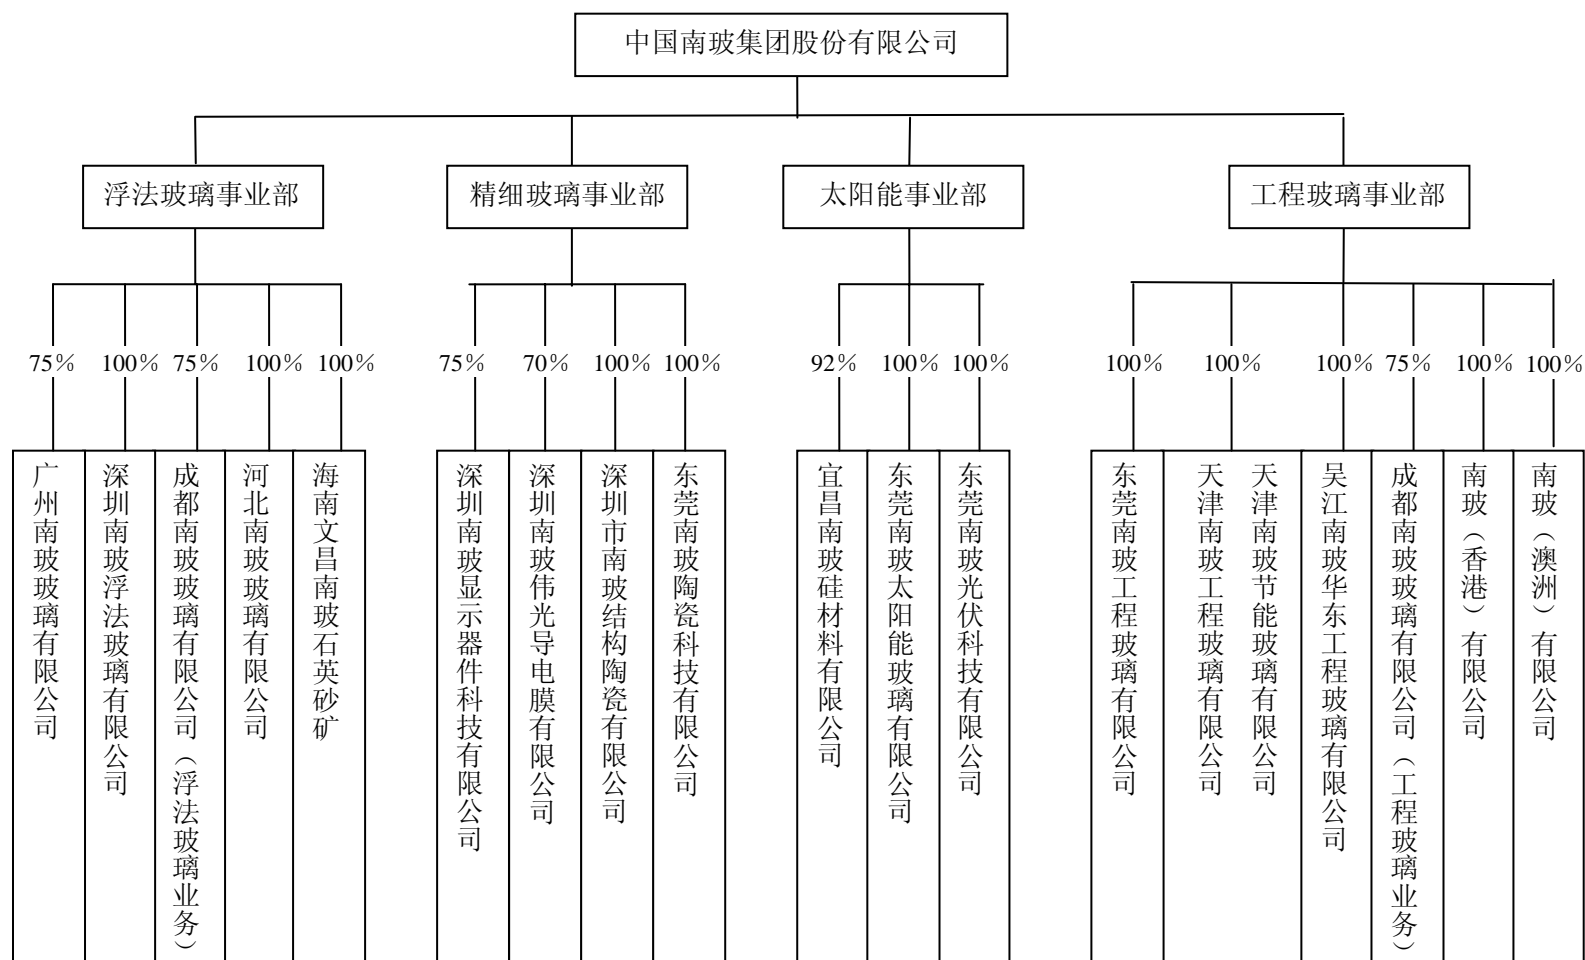 中国南玻集团股份有限公司
浮法玻璃事业部
精细玻璃事业部
太阳能事业部
工程玻璃事业部
75%
100%
75%
100%
100%
75%
70%
100%
100%
92%
100%
100%
100%
100%
100%
75%
100%
100%
广州南玻玻璃有限公司
深圳南玻浮法玻璃有限公司
成都南玻玻璃有限公司（浮法玻璃业务）
河北南玻玻璃有限公司
海南文昌南玻石英砂矿
深圳南玻显示器件科技有限公司
深圳南玻伟光导电膜有限公司
深圳市南玻结构陶瓷有限公司
东莞南玻陶瓷科技有限公司
宜昌南玻硅材料有限公司
东莞南玻太阳能玻璃有限公司
东莞南玻光伏科技有限公司
东莞南玻工程玻璃有限公司
天津南玻工程玻璃有限公司
天津南玻节能玻璃有限公司
吴江南玻华东工程玻璃有限公司
成都南玻玻璃有限公司（工程玻璃业务）
南玻（香港）有限公司
南玻（澳洲）有限公司